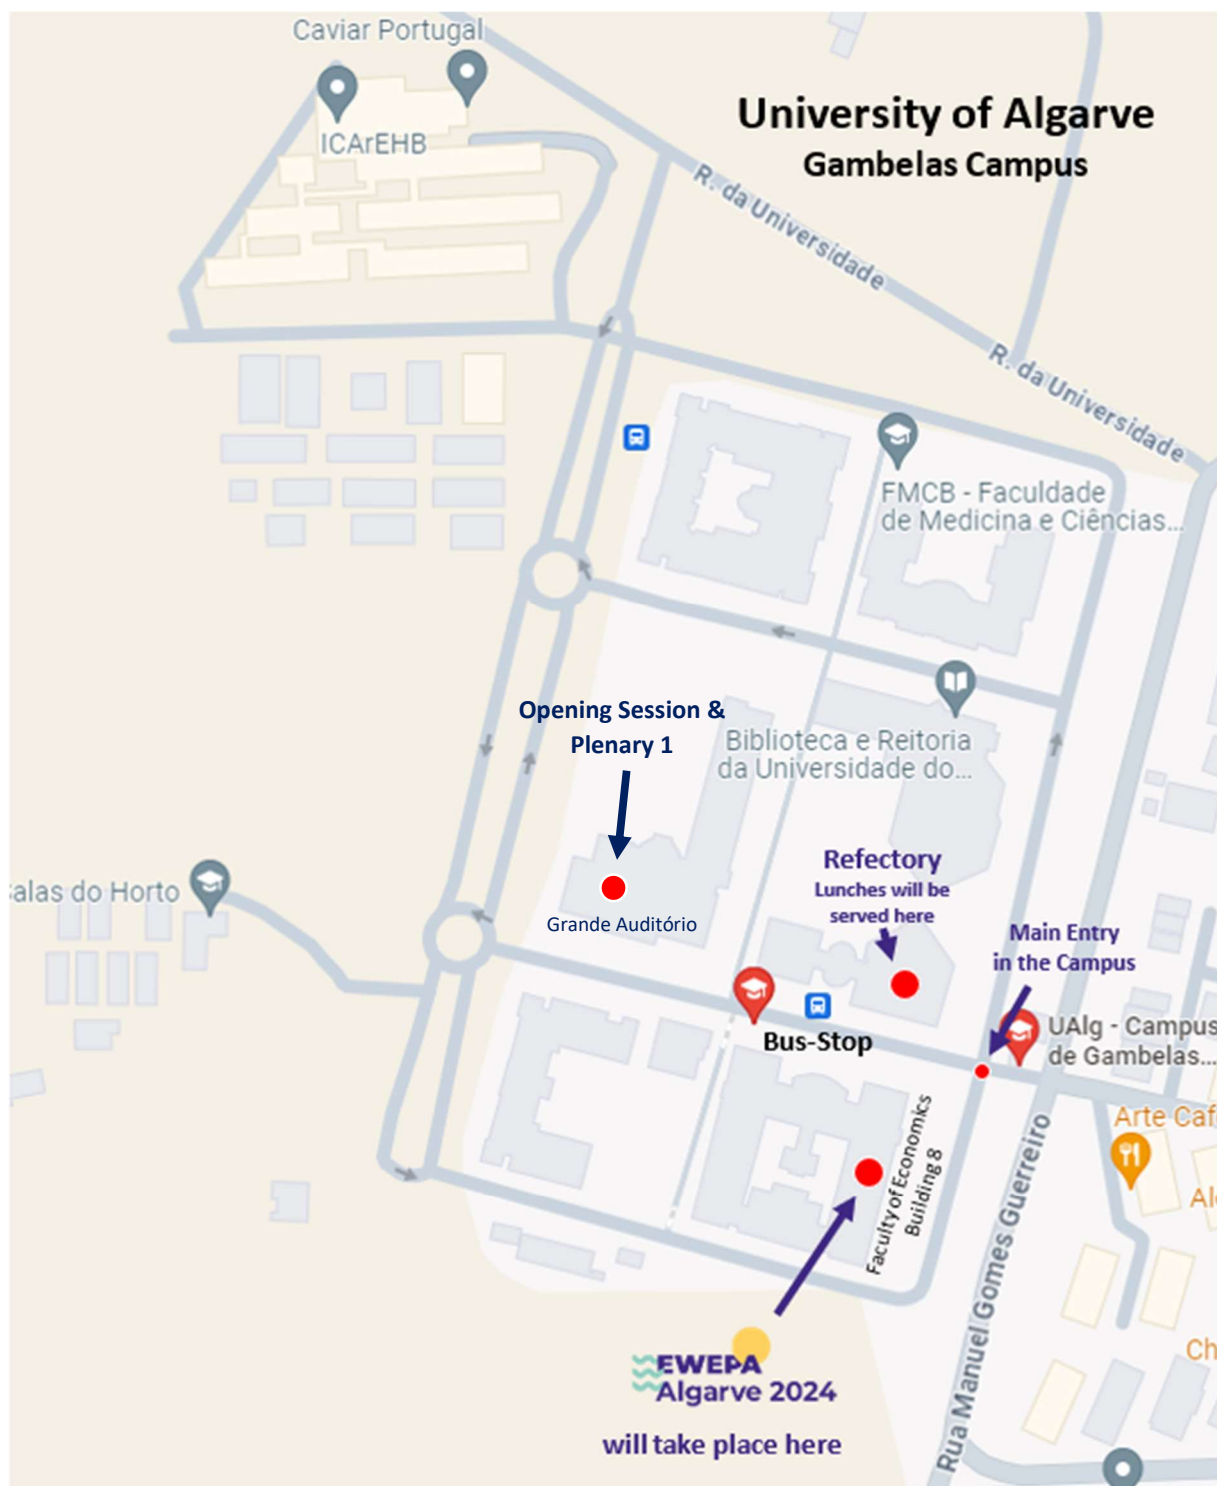 Caviar Portugal
ICArEHB
University of Algarve
Gambelas Campus
R. da Universidade
R. da Universidade
FMCB - Faculdade
de Medicina e Ciências...
Opening Session &
Plenary 1
Biblioteca e Reitoria
da Universidade do...
Refectory
Lunches will be
served here
alas do Horto
Grande Auditório
Main Entry
in the Campus
UAlg - Campus
de Gambelas...
Bus-Stop
Arte Caf
Faculty of Economics
Building 8
Al
Rua Manuel Gomes Guerreiro
Ch
EWEPA
Algarve 2024
will take place here